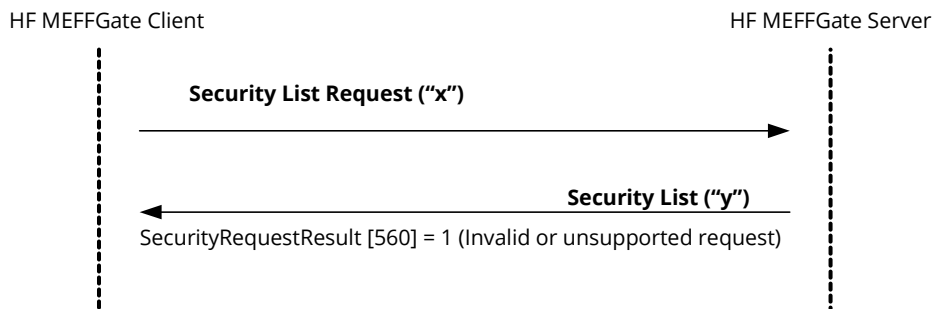 HF MEFFGate Client
HF MEFFGate Server
Security List Request (“x”)
Security List (“y”)
SecurityRequestResult [560] = 1 (Invalid or unsupported request)